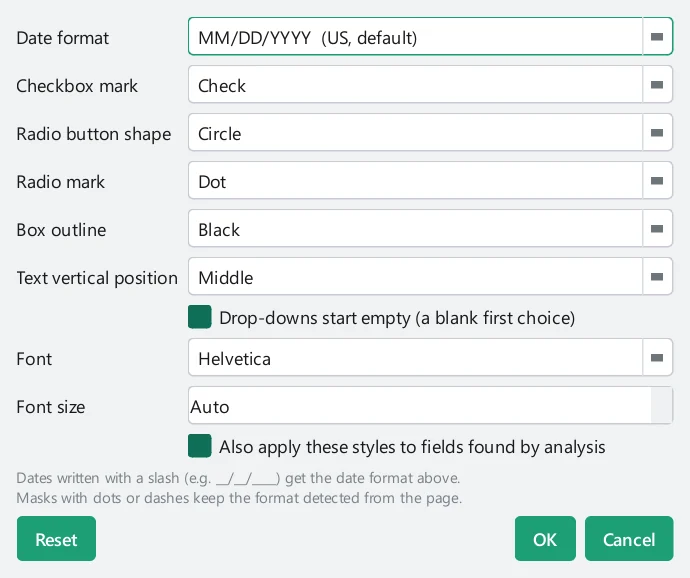 Date format MM/DD/YYYY (US, default)
Checkbox mark Check
Radio button shape Circle
Radio mark Dot
Box outline Black
Text vertical position Middle
Drop-downs start empty (a blank first choice)
Font Helvetica
Font size Auto
Also apply these styles to fields found by analysis
Dates written with a slash (e.g. __/__/____) get the date format above.
Masks with dots or dashes keep the format detected from the page.
Reset OK Cancel